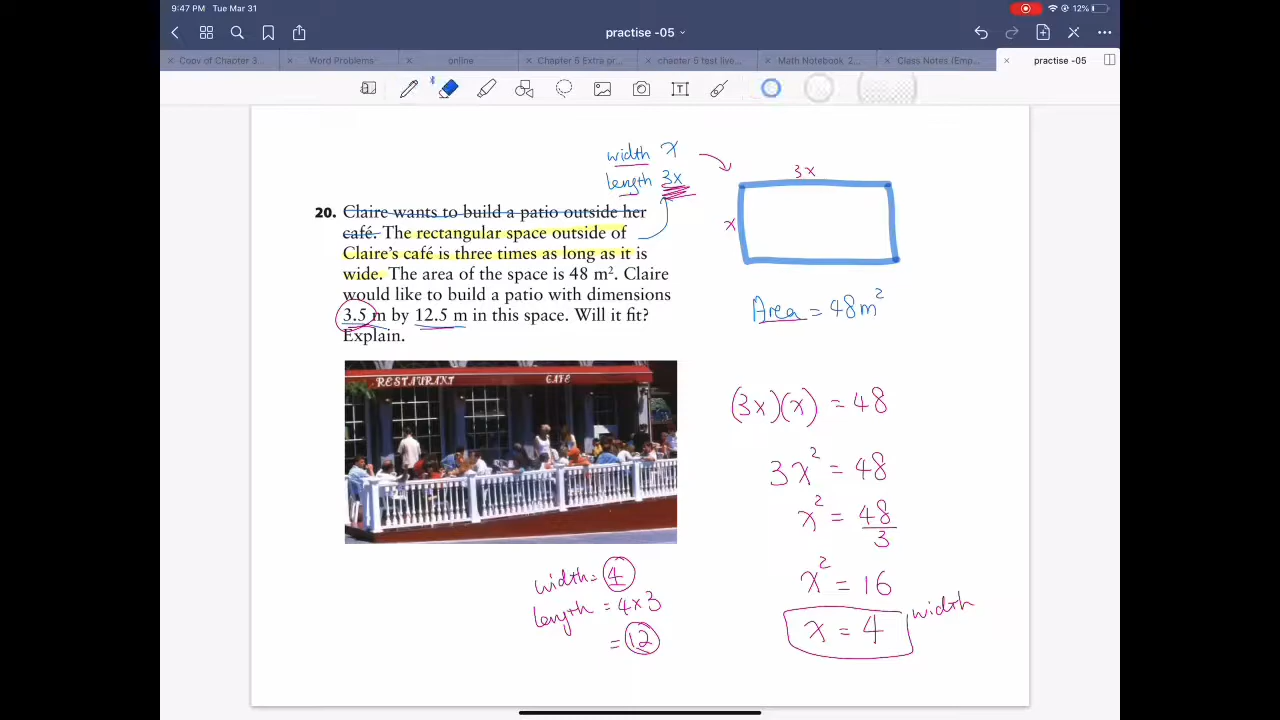 9:47 PM Tue Mar 31
12%
practise -05
Copy of Chapter 3...
Word Problems
online
Chapter 5 Extra pr...
chapter 5 test live...
Math Notebook 2...
Class Notes (Emp...
practise -05
width x
length 3x
3x
x
20. Claire wants to build a patio outside her
café. The rectangular space outside of
Claire's café is three times as long as it is
wide. The area of the space is 48 m². Claire
would like to build a patio with dimensions
3.5 m by 12.5 m in this space. Will it fit?
Explain.
Area = 48m²
RESTAURANT CAFE
(3x)(x) = 48
3x² = 48
x² = 48/3
x² = 16
x = 4 width
width = 4
length = 4×3
= 12